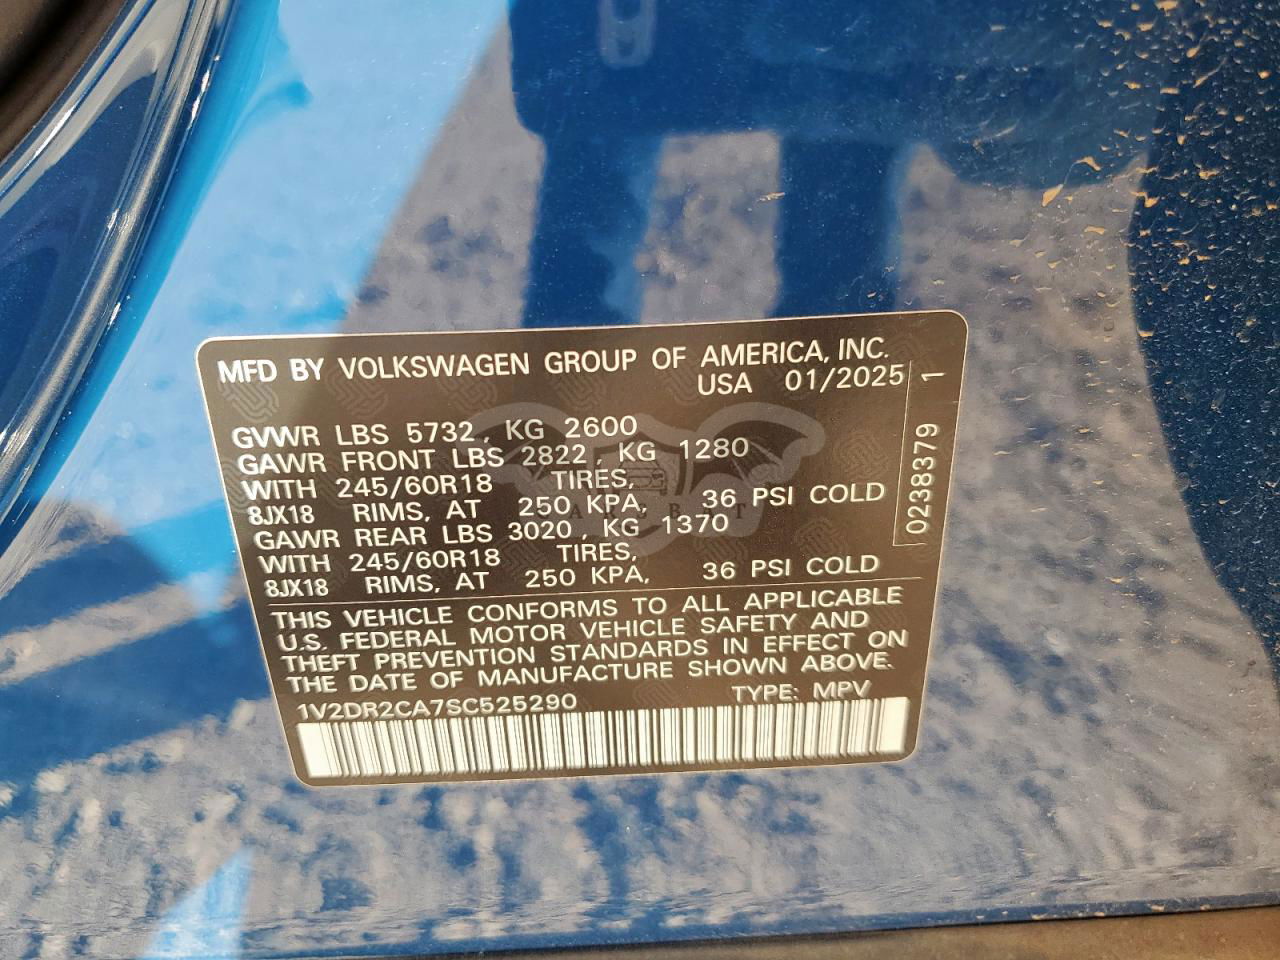 MFD BY VOLKSWAGEN GROUP OF AMERICA, INC.
USA 01/2025
GVWR LBS 5732, KG 2600
GAWR FRONT LBS 2822, KG 1280
WITH 245/60R18 TIRES,
8JX18 RIMS, AT 250 KPA, 36 PSI COLD
GAWR REAR LBS 3020, KG 1370
WITH 245/60R18 TIRES,
8JX18 RIMS, AT 250 KPA, 36 PSI COLD
THIS VEHICLE CONFORMS TO ALL APPLICABLE
U.S. FEDERAL MOTOR VEHICLE SAFETY AND
THEFT PREVENTION STANDARDS IN EFFECT ON
THE DATE OF MANUFACTURE SHOWN ABOVE.
1V2DR2CA7SC525290 TYPE: MPV
0238379 1